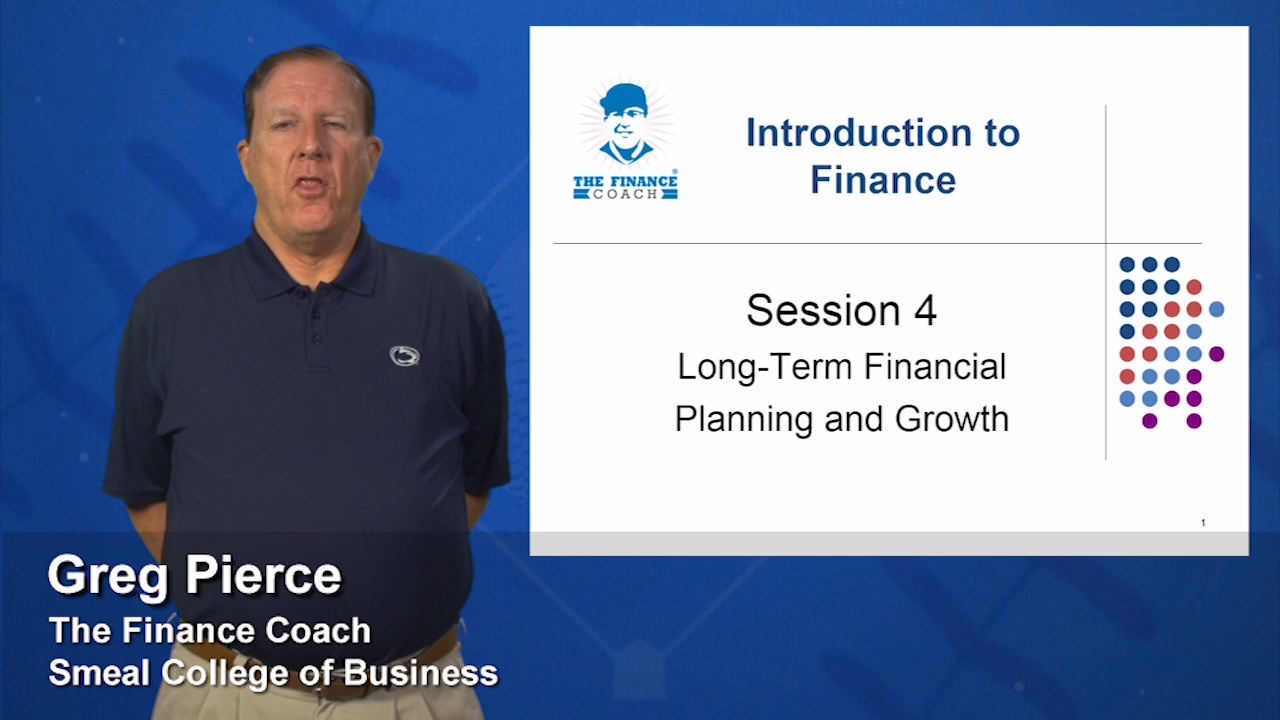 THE FINANCE
COACH
®
Introduction to
Finance
Session 4
Long-Term Financial
Planning and Growth
1
Greg Pierce
The Finance Coach
Smeal College of Business